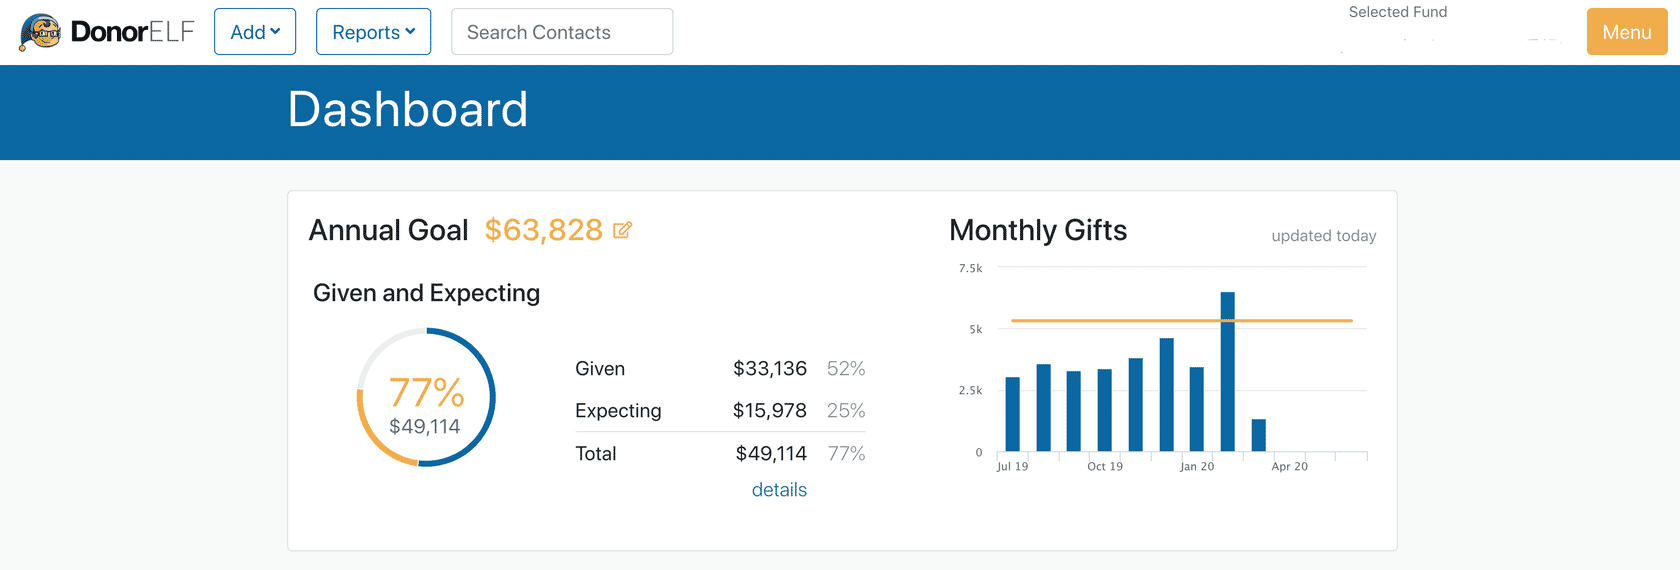 DonorELF
Add
Reports
Search Contacts
Selected Fund
Menu
Dashboard
Annual Goal $63,828
Given and Expecting
77%
$49,114
Given $33,136 52%
Expecting $15,978 25%
Total $49,114 77%
details
Monthly Gifts
updated today
7.5k
5k
2.5k
0
Jul 19 Oct 19 Jan 20 Apr 20